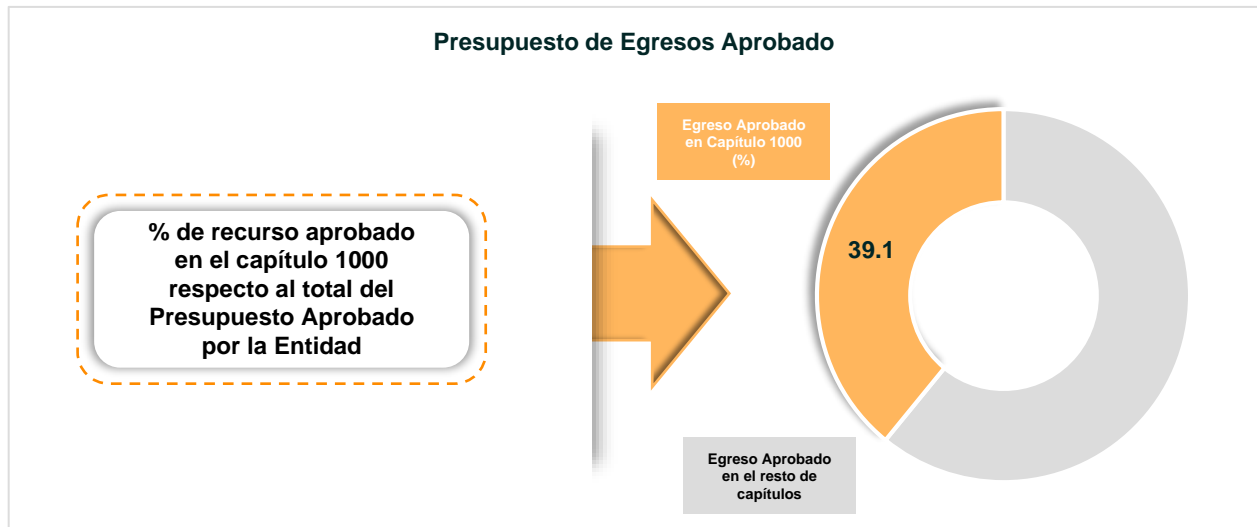 Presupuesto de Egresos Aprobado
% de recurso aprobado
en el capítulo 1000
respecto al total del
Presupuesto Aprobado
por la Entidad
Egreso Aprobado
en Capítulo 1000
(%)
39.1
Egreso Aprobado
en el resto de
capítulos